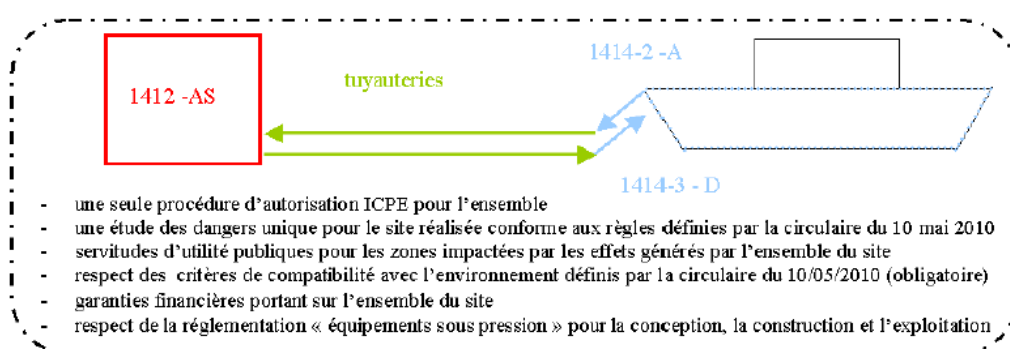 1414-2 -A
tuyauteries
1412 -AS
1414-3 - D
- une seule procédure d'autorisation ICPE pour l'ensemble
- une étude des dangers unique pour le site réalisée conforme aux règles définies par la circulaire du 10 mai 2010
- servitudes d'utilité publiques pour les zones impactées par les effets générés par l'ensemble du site
- respect des critères de compatibilité avec l'environnement définis par la circulaire du 10/05/2010 (obligatoire)
- garanties financières portant sur l'ensemble du site
- respect de la réglementation « équipements sous pression » pour la conception, la construction et l'exploitation